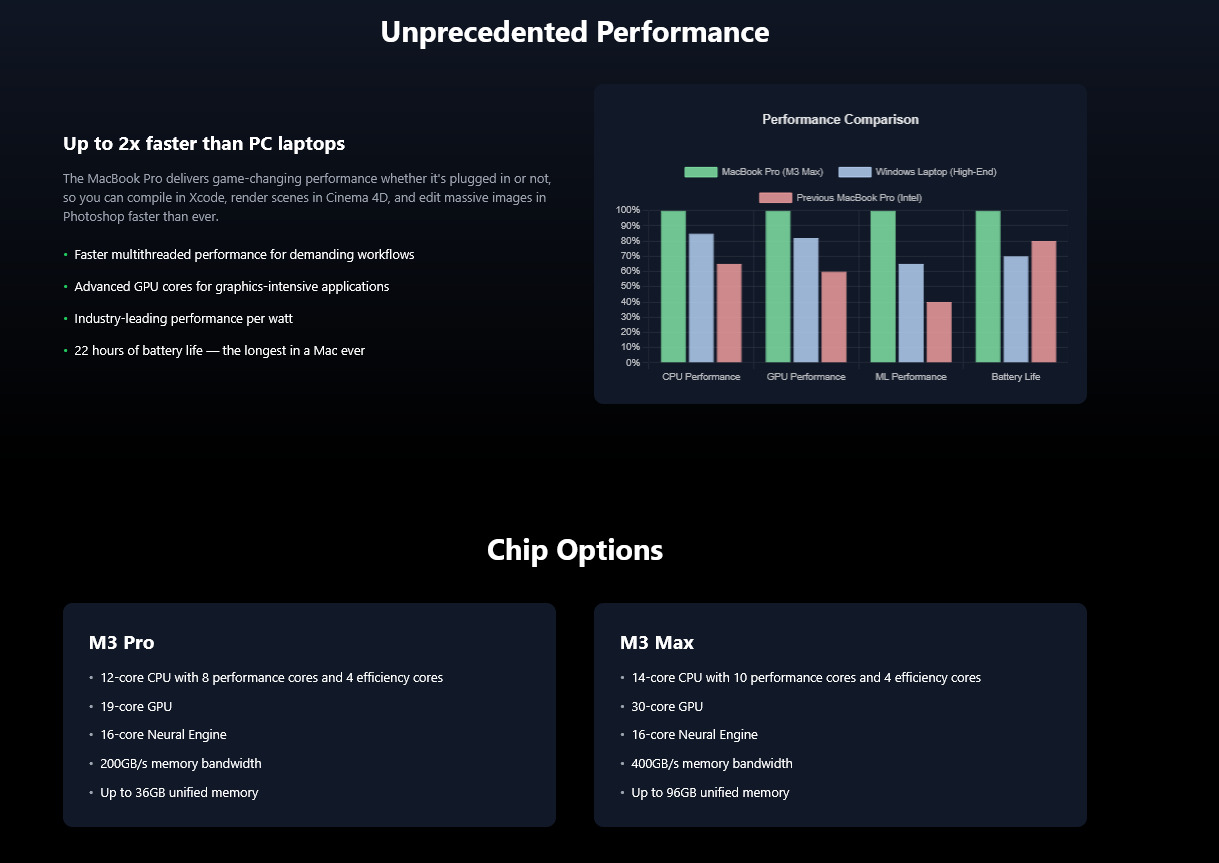 Unprecedented Performance
Up to 2x faster than PC laptops
The MacBook Pro delivers game-changing performance whether it's plugged in or not,
so you can compile in Xcode, render scenes in Cinema 4D, and edit massive images in
Photoshop faster than ever.
• Faster multithreaded performance for demanding workflows
• Advanced GPU cores for graphics-intensive applications
• Industry-leading performance per watt
• 22 hours of battery life — the longest in a Mac ever
Performance Comparison
MacBook Pro (M3 Max) Windows Laptop (High-End)
Previous MacBook Pro (Intel)
100%
90%
80%
70%
60%
50%
40%
30%
20%
10%
0%
CPU Performance GPU Performance ML Performance Battery Life
Chip Options
M3 Pro
• 12-core CPU with 8 performance cores and 4 efficiency cores
• 19-core GPU
• 16-core Neural Engine
• 200GB/s memory bandwidth
• Up to 36GB unified memory
M3 Max
• 14-core CPU with 10 performance cores and 4 efficiency cores
• 30-core GPU
• 16-core Neural Engine
• 400GB/s memory bandwidth
• Up to 96GB unified memory